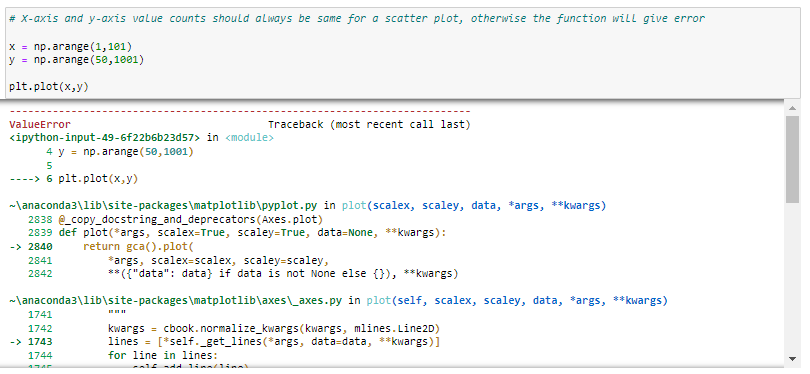 # X-axis and y-axis value counts should always be same for a scatter plot, otherwise the function will give error
x = np.arange(1,101)
y = np.arange(50,1001)
plt.plot(x,y)
---------------------------------------------------------------------------
ValueError                                Traceback (most recent call last)
<ipython-input-49-6f22b6b23d57> in <module>
      4 y = np.arange(50,1001)
      5
----> 6 plt.plot(x,y)
~\anaconda3\lib\site-packages\matplotlib\pyplot.py in plot(scalex, scaley, data, *args, **kwargs)
   2838 @_copy_docstring_and_deprecators(Axes.plot)
   2839 def plot(*args, scalex=True, scaley=True, data=None, **kwargs):
-> 2840     return gca().plot(
   2841         *args, scalex=scalex, scaley=scaley,
   2842         **({"data": data} if data is not None else {}), **kwargs)
~\anaconda3\lib\site-packages\matplotlib\axes\_axes.py in plot(self, scalex, scaley, data, *args, **kwargs)
   1741         """
   1742         kwargs = cbook.normalize_kwargs(kwargs, mlines.Line2D)
-> 1743         lines = [*self._get_lines(*args, data=data, **kwargs)]
   1744         for line in lines:
   1745             self.add_line(line)